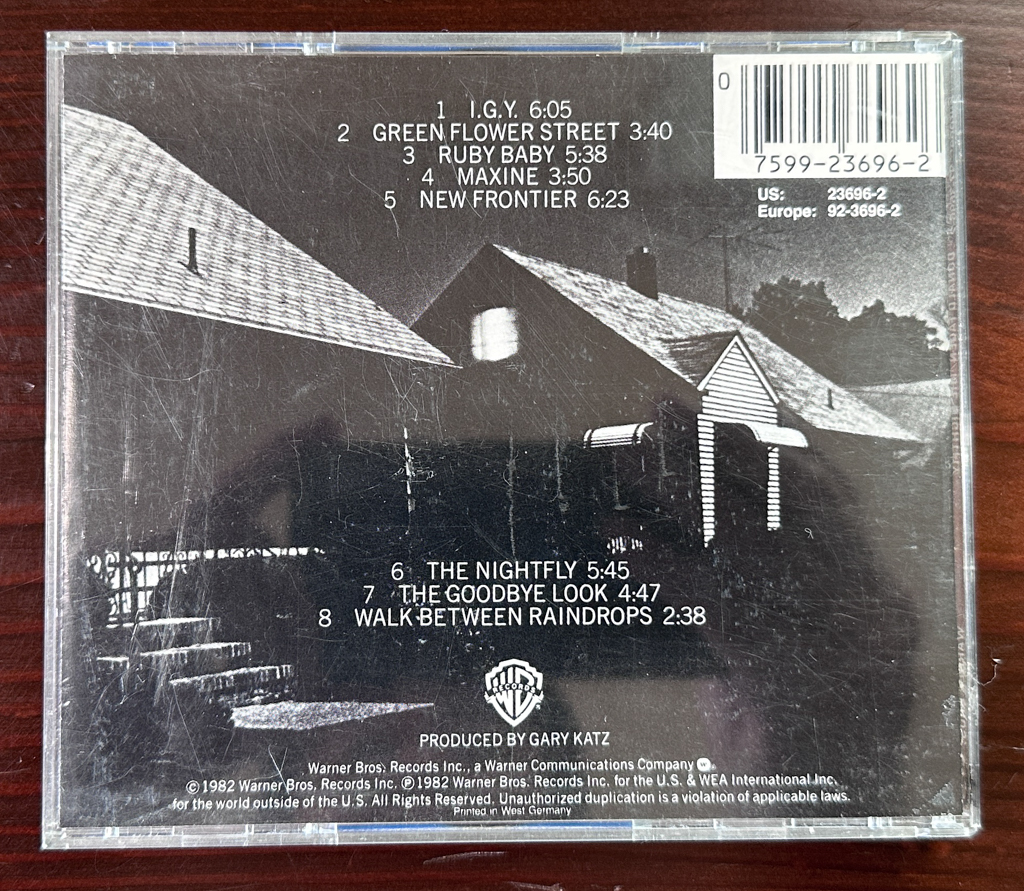 1 I.G.Y. 6:05
2 GREEN FLOWER STREET 3:40
3 RUBY BABY 5:38
4 MAXINE 3:50
5 NEW FRONTIER 6:23
0
7599-23696-2
US: 23696-2
Europe: 92-3696-2
6 THE NIGHTFLY 5:45
7 THE GOODBYE LOOK 4:47
8 WALK BETWEEN RAINDROPS 2:38
WB
RECORDS
PRODUCED BY GARY KATZ
Warner Bros. Records Inc., a Warner Communications Company
©1982 Warner Bros. Records Inc. ℗1982 Warner Bros. Records Inc. for the U.S. & WEA International Inc.
for the world outside of the U.S. All Rights Reserved. Unauthorized duplication is a violation of applicable laws.
Printed in West Germany